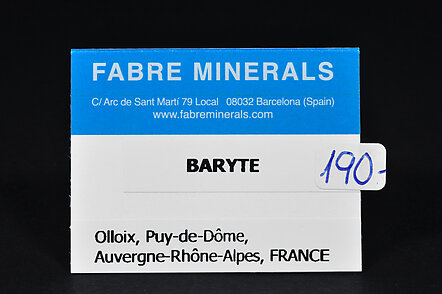 FABRE MINERALS
C/ Arc de Sant Martí 79 Local 08032 Barcelona (Spain)
www.fabreminerals.com
BARYTE
190-
Olloix, Puy-de-Dôme,
Auvergne-Rhône-Alpes, FRANCE